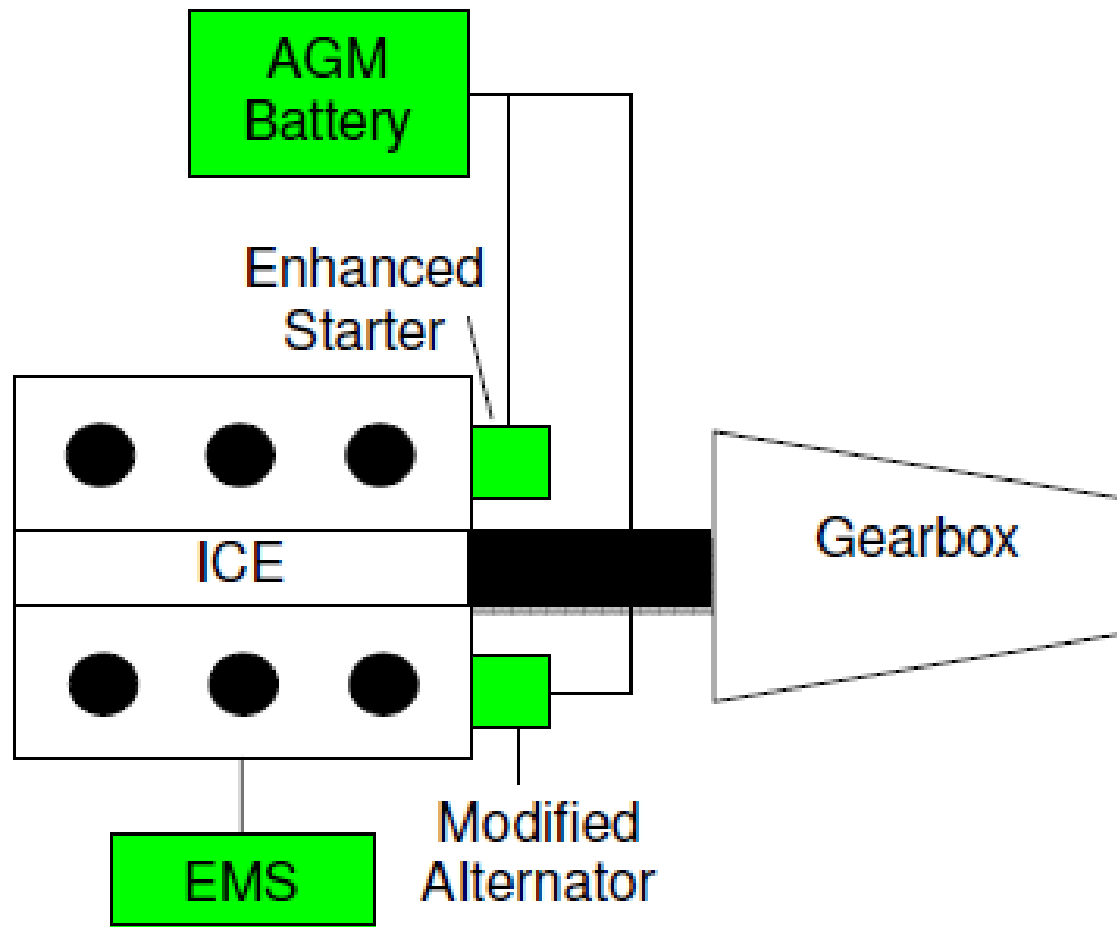 AGM
Battery
Enhanced
Starter
ICE
Gearbox
Modified
Alternator
EMS